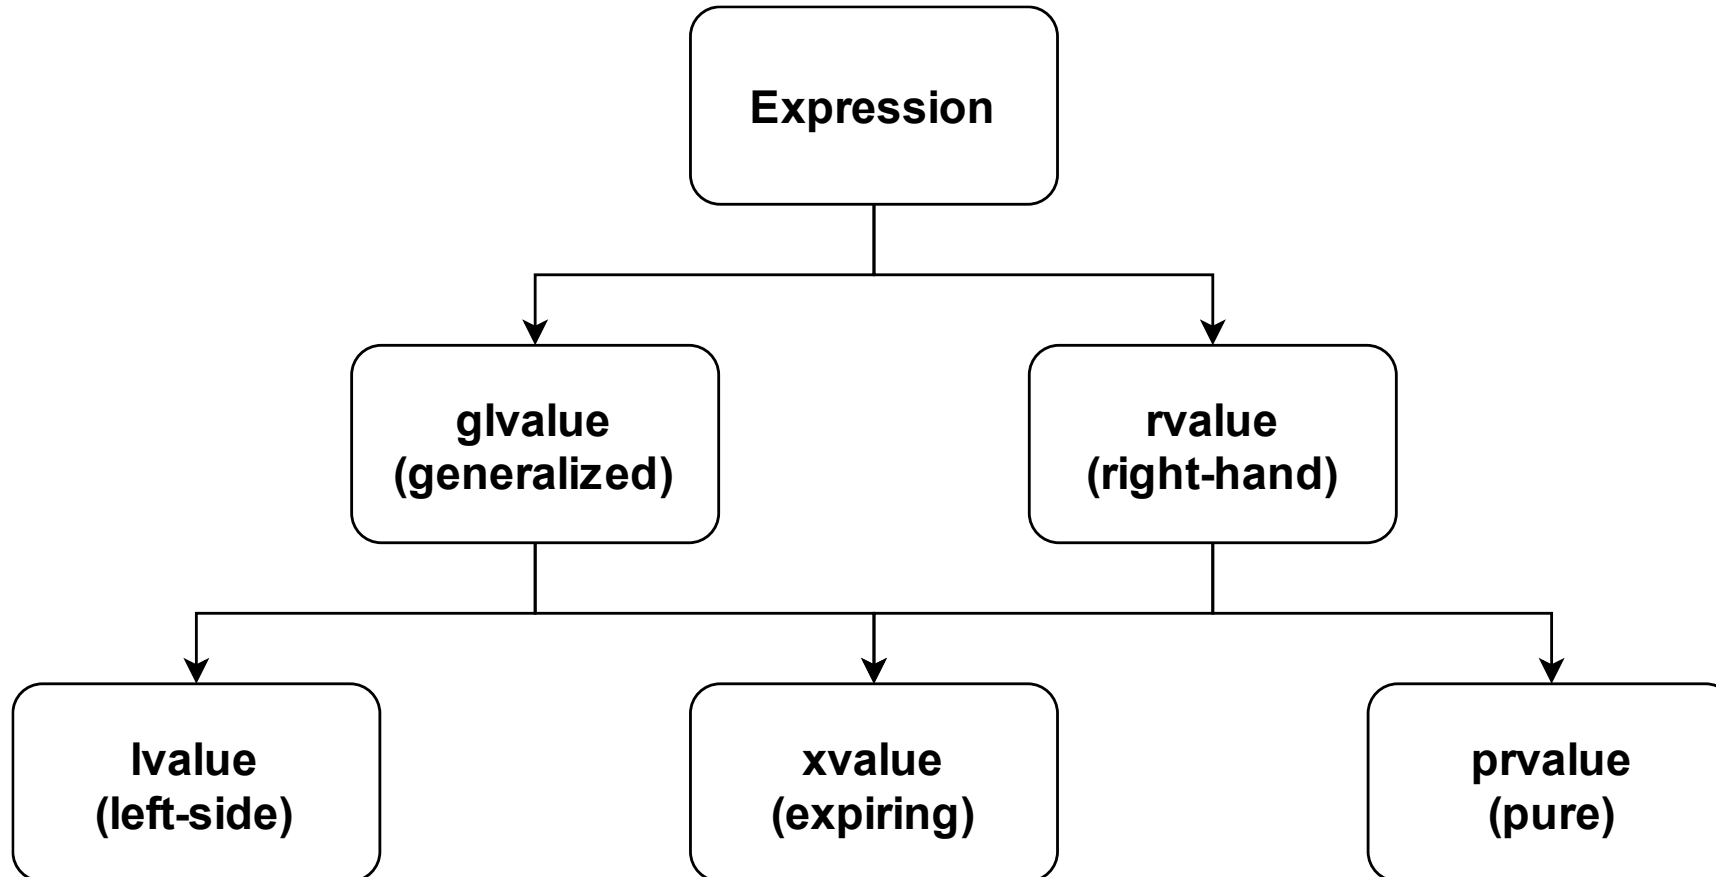 Expression
glvalue
(generalized)
rvalue
(right-hand)
lvalue
(left-side)
xvalue
(expiring)
prvalue
(pure)